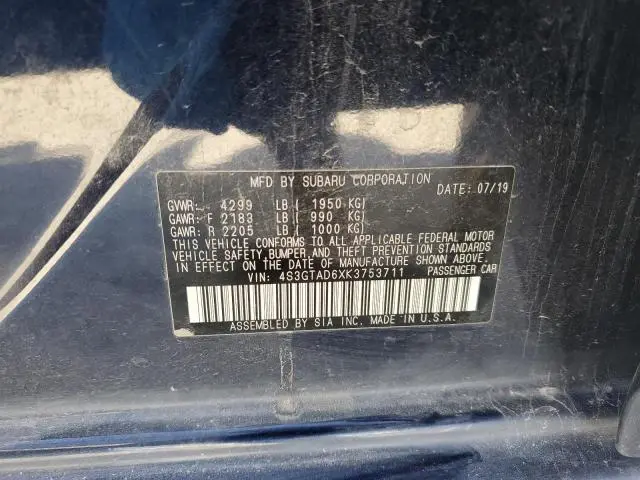 MFD BY SUBARU CORPORATION
DATE: 07/19
GVWR: 4299 LB ( 1950 KG)
GAWR: F 2183 LB ( 990 KG)
GAWR: R 2205 LB ( 1000 KG)
THIS VEHICLE CONFORMS TO ALL APPLICABLE FEDERAL MOTOR
VEHICLE SAFETY, BUMPER, AND THEFT PREVENTION STANDARDS
IN EFFECT ON THE DATE OF MANUFACTURE SHOWN ABOVE.
VIN: 4S3GTAD6XK3753711 PASSENGER CAR
ASSEMBLED BY SIA INC. MADE IN U.S.A.